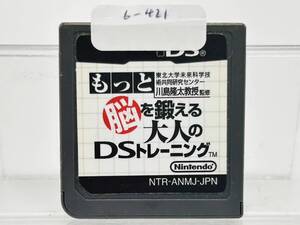 6-421
DS
もっと
東北大学未来科学技
術共同研究センター
川島隆太教授監修
脳を鍛える
大人の
DSトレーニング™
Nintendo
NTR-ANMJ-JPN